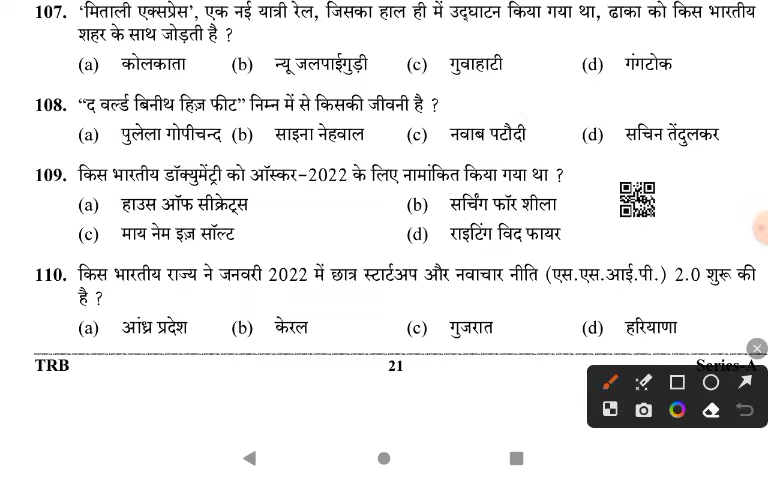 107. ‘मिताली एक्सप्रेस’, एक नई यात्री रेल, जिसका हाल ही में उद्घाटन किया गया था, ढाका को किस भारतीय
शहर के साथ जोड़ती है ?
(a) कोलकाता (b) न्यू जलपाईगुड़ी (c) गुवाहाटी (d) गंगटोक
108. “द वर्ल्ड बिनीथ हिज़ फीट” निम्न में से किसकी जीवनी है ?
(a) पुलेला गोपीचन्द (b) साइना नेहवाल (c) नवाब पटौदी (d) सचिन तेंदुलकर
109. किस भारतीय डॉक्युमेंट्री को ऑस्कर-2022 के लिए नामांकित किया गया था ?
(a) हाउस ऑफ सीक्रेट्स (b) सर्चिंग फॉर शीला
(c) माय नेम इज़ सॉल्ट (d) राइटिंग विद फायर
110. किस भारतीय राज्य ने जनवरी 2022 में छात्र स्टार्टअप और नवाचार नीति (एस.एस.आई.पी.) 2.0 शुरू की
है ?
(a) आंध्र प्रदेश (b) केरल (c) गुजरात (d) हरियाणा
TRB 21 Series-A